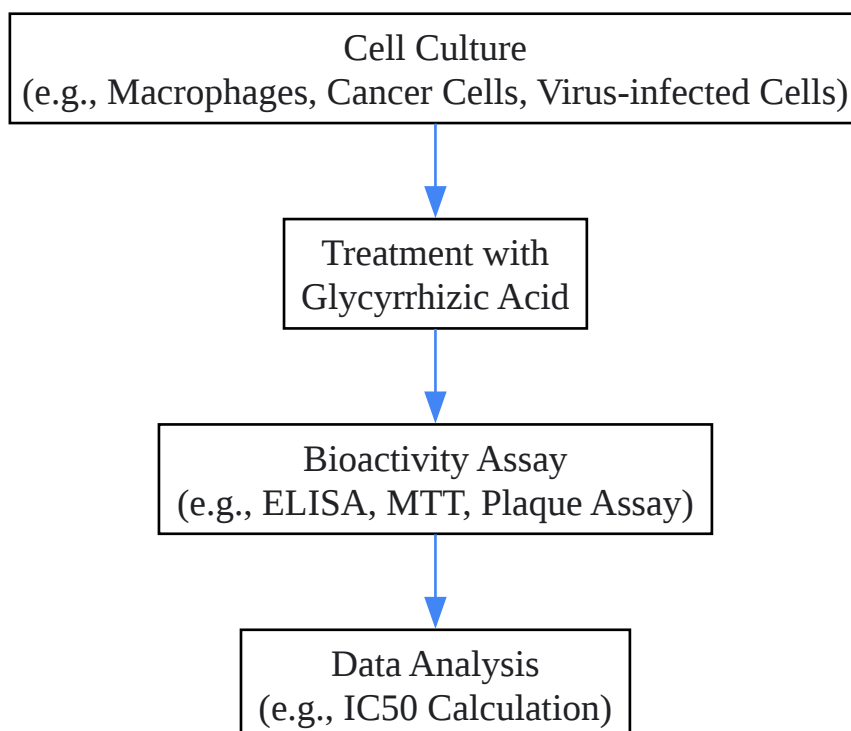 Cell Culture
(e.g., Macrophages, Cancer Cells, Virus-infected Cells)
Treatment with
Glycyrrhizic Acid
Bioactivity Assay
(e.g., ELISA, MTT, Plaque Assay)
Data Analysis
(e.g., IC50 Calculation)